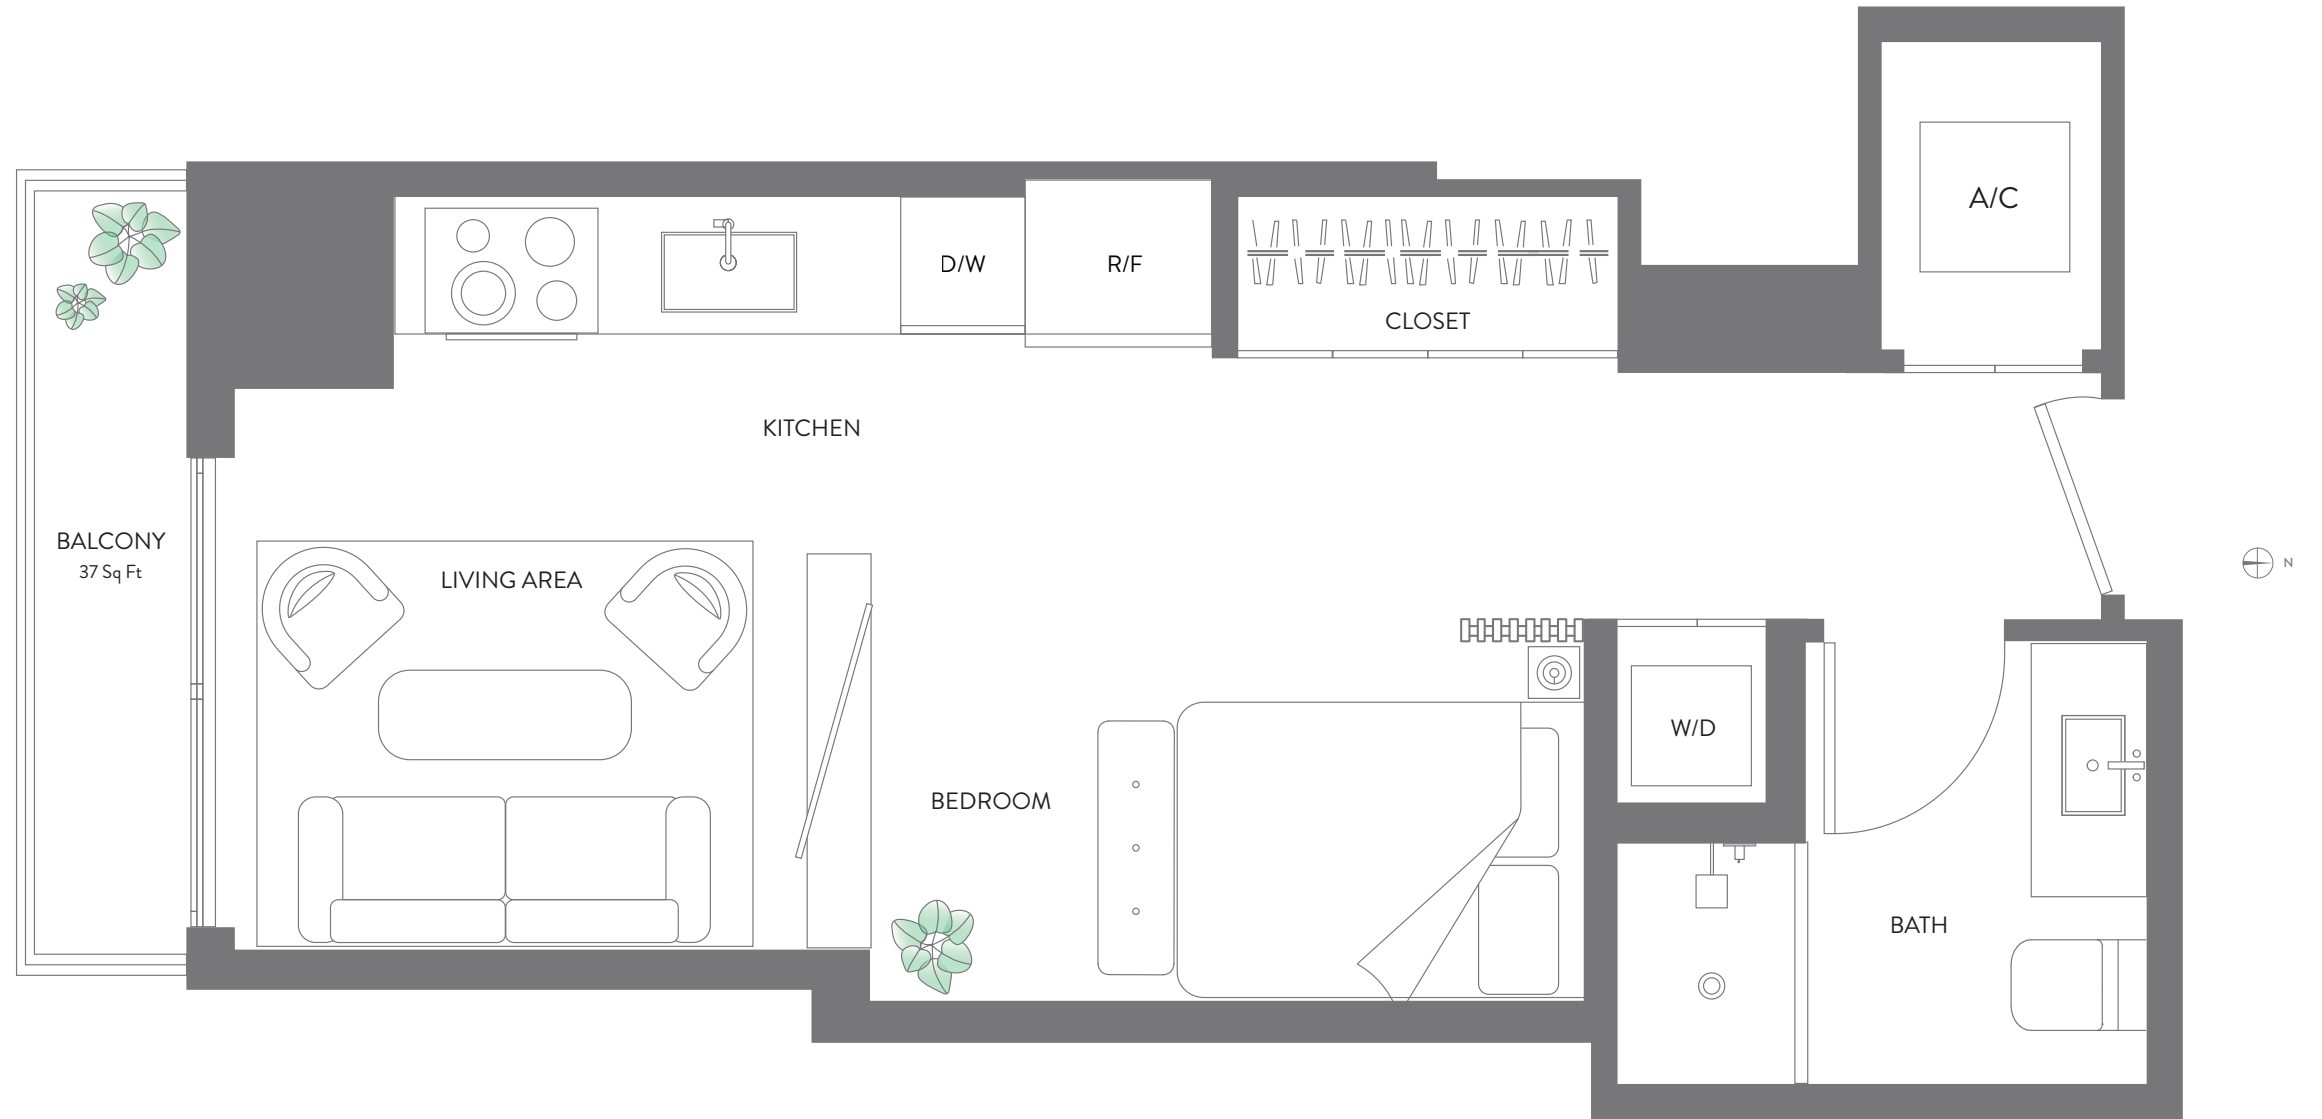 A/C
D/W
R/F
CLOSET
KITCHEN
BALCONY
37 Sq Ft
LIVING AREA
N
W/D
BEDROOM
BATH